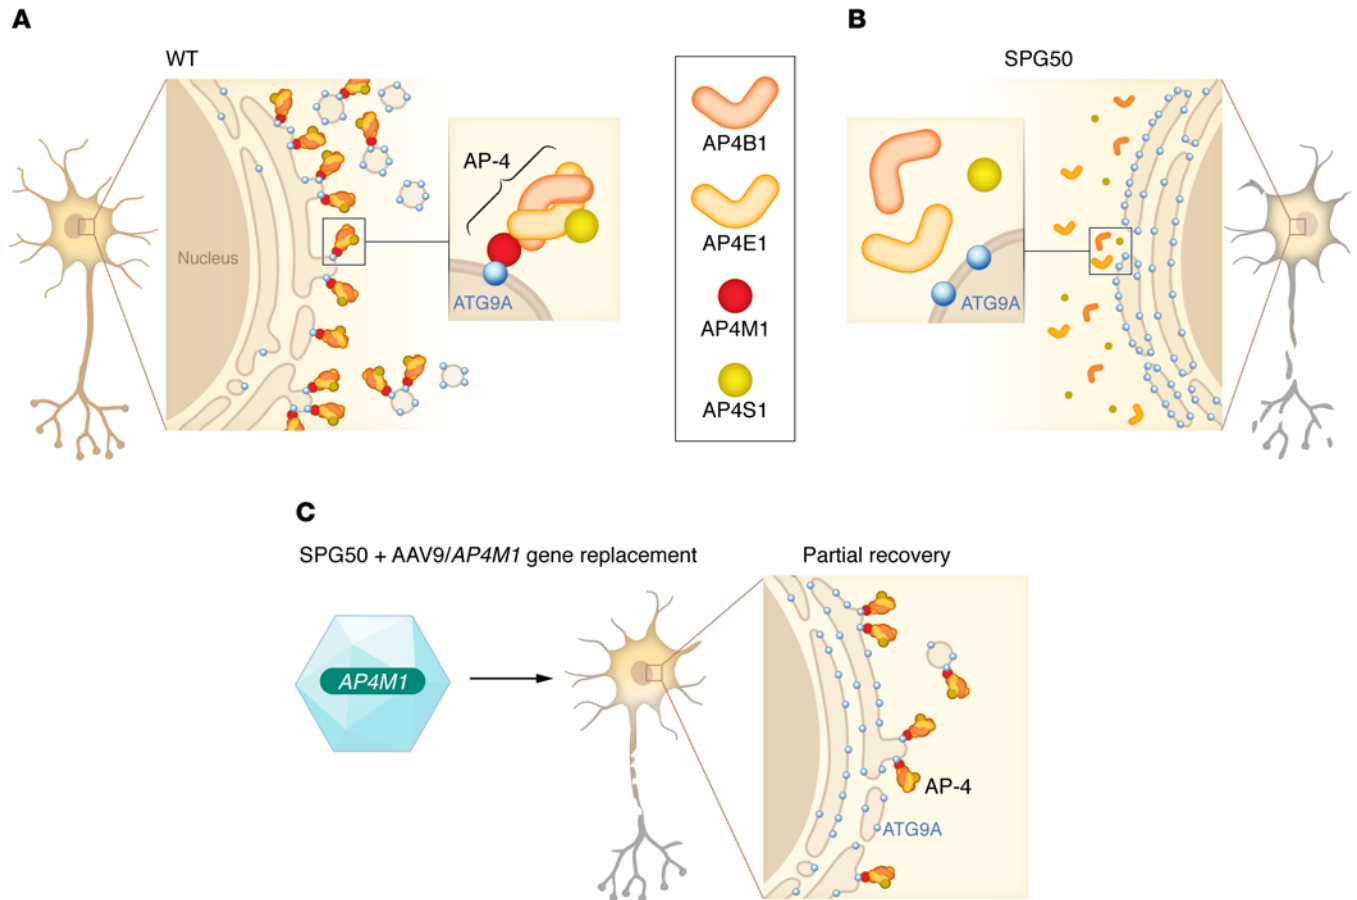 A
WT
Nucleus
AP-4
ATG9A
AP4B1
AP4E1
AP4M1
AP4S1
B
SPG50
ATG9A
C
SPG50 + AAV9/AP4M1 gene replacement
AP4M1
Partial recovery
AP-4
ATG9A